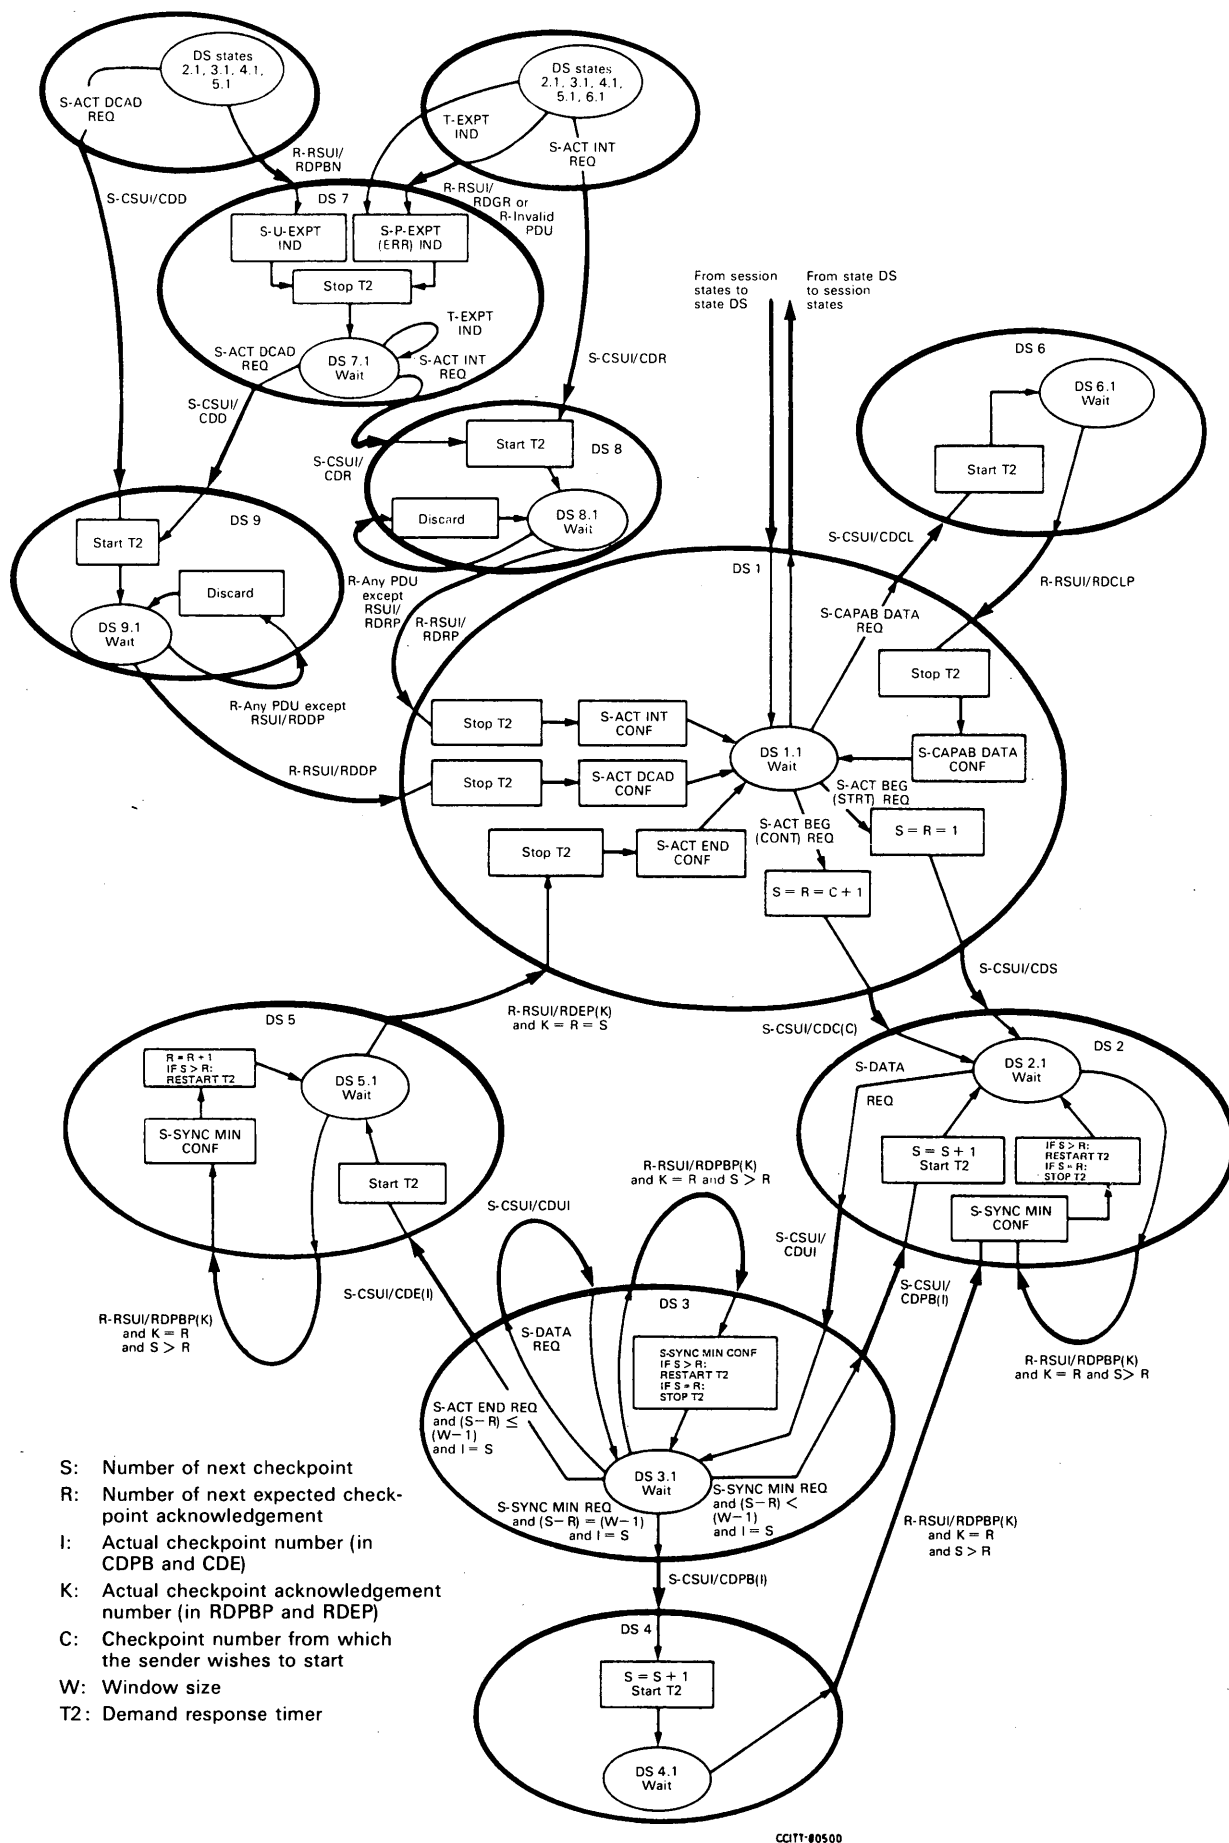 DS states
2.1, 3.1, 4.1,
5.1
S-ACT DCAD
REQ
R-RSUI/
RDPBN
S-CSUI/CDD
DS states
2.1, 3.1, 4.1,
5.1, 6.1
T-EXPT
IND
S-ACT INT
REQ
R-RSUI/
RDGR or
R-Invalid
PDU
DS 7
S-U-EXPT
IND
S-P-EXPT
(ERR) IND
Stop T2
T-EXPT
IND
DS 7.1
Wait
S-ACT DCAD
REQ
S-ACT INT
REQ
S-CSUI/
CDD
S-CSUI/CDR
S-CSUI/
CDR
From session
states to
state DS
From state DS
to session
states
DS 6
DS 6.1
Wait
Start T2
DS 8
Start T2
Discard
DS 8.1
Wait
DS 9
Start T2
Discard
DS 9.1
Wait
R-Any PDU
except
RSUI/
RDRP
R-RSUI/
RDRP
R-Any PDU except
RSUI/RDDP
R-RSUI/RDDP
S-CSUI/CDCL
R-RSUI/RDCLP
DS 1
S-CAPAB DATA
REQ
Stop T2
Stop T2
S-ACT INT
CONF
DS 1.1
Wait
S-CAPAB DATA
CONF
Stop T2
S-ACT DCAD
CONF
S-ACT BEG
(STRT) REQ
S-ACT BEG
(CONT) REQ
S = R = 1
Stop T2
S-ACT END
CONF
S = R = C + 1
S-CSUI/CDS
R-RSUI/RDEP(K)
and K = R = S
S-CSUI/CDC(C)
DS 5
R = R + 1
IF S > R:
RESTART T2
DS 5.1
Wait
S-SYNC MIN
CONF
Start T2
R-RSUI/RDPBP(K)
and K = R
and S > R
S-CSUI/CDE(I)
DS 2
DS 2.1
Wait
S-DATA
REQ
S = S + 1
Start T2
IF S > R:
RESTART T2
IF S = R:
STOP T2
S-SYNC MIN
CONF
S-CSUI/
CDUI
S-CSUI/
CDPB(I)
R-RSUI/RDPBP(K)
and K = R and S > R
R-RSUI/RDPBP(K)
and K = R and S > R
S-CSUI/CDUI
DS 3
S-DATA
REQ
S-SYNC MIN CONF
IF S > R:
RESTART T2
IF S = R:
STOP T2
S-ACT END REQ
and (S-R) ≤
(W-1)
and I = S
DS 3.1
Wait
S-SYNC MIN REQ
and (S-R) = (W-1)
and I = S
S-SYNC MIN REQ
and (S-R) <
(W-1)
and I = S
R-RSUI/RDPBP(K)
and K = R
and S > R
S-CSUI/CDPB(I)
DS 4
S = S + 1
Start T2
DS 4.1
Wait
S: Number of next checkpoint
R: Number of next expected check-
point acknowledgement
I: Actual checkpoint number (in
CDPB and CDE)
K: Actual checkpoint acknowledgement
number (in RDPBP and RDEP)
C: Checkpoint number from which
the sender wishes to start
W: Window size
T2: Demand response timer
CCITT-80500